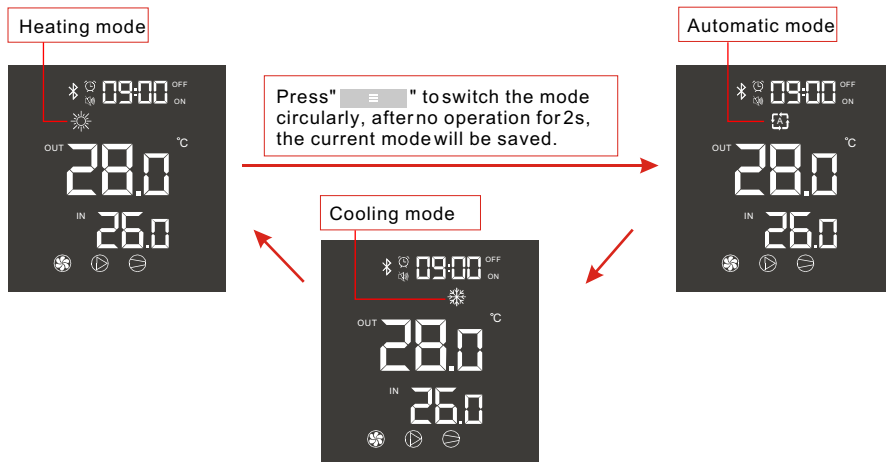 Heating mode
09:00 OFF
ON
OUT 28.0 °C
IN 26.0
Press" ≡ " to switch the mode
circularly, after no operation for 2s,
the current mode will be saved.
Automatic mode
09:00 OFF
ON
A
OUT 28.0 °C
IN 26.0
Cooling mode
09:00 OFF
ON
OUT 28.0 °C
IN 26.0